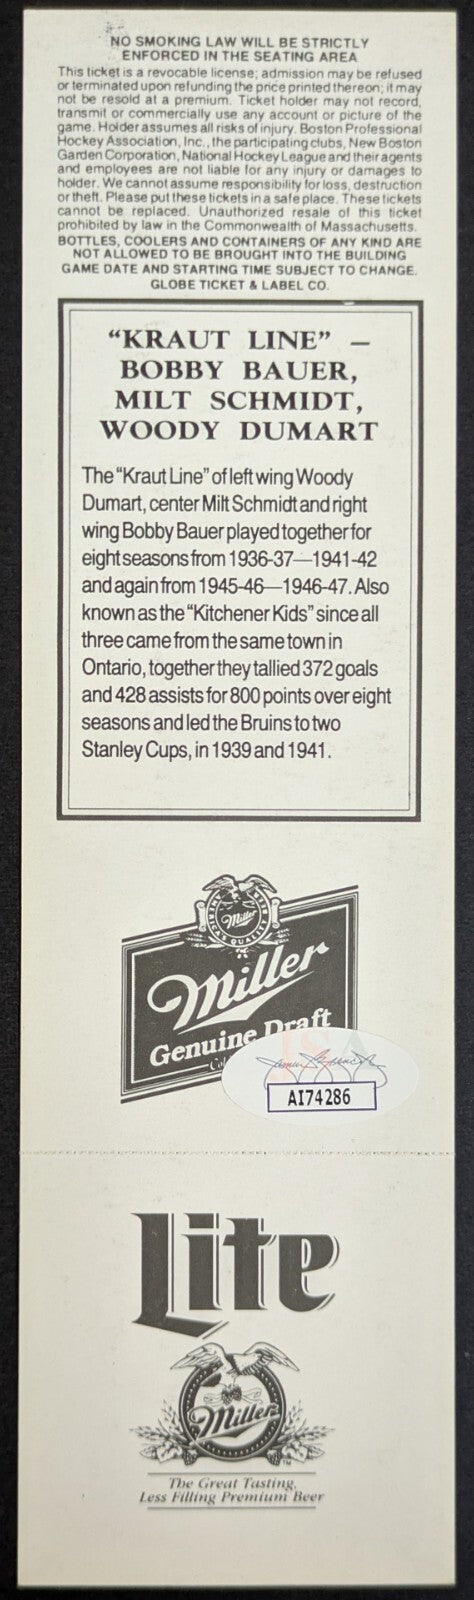 NO SMOKING LAW WILL BE STRICTLY
ENFORCED IN THE SEATING AREA
This ticket is a revocable license; admission may be refused
or terminated upon refunding the price printed thereon; it may
not be resold at a premium. Ticket holder may not record,
transmit or commercially use any account or picture of the
game. Holder assumes all risks of injury. Boston Professional
Hockey Association, Inc., the participating clubs, New Boston
Garden Corporation, National Hockey League and their agents
and employees are not liable for any injury or damages to
holder. We cannot assume responsibility for loss, destruction
or theft. Please put these tickets in a safe place. These tickets
cannot be replaced. Unauthorized resale of this ticket
prohibited by law in the Commonwealth of Massachusetts.
BOTTLES, COOLERS AND CONTAINERS OF ANY KIND ARE
NOT ALLOWED TO BE BROUGHT INTO THE BUILDING
GAME DATE AND STARTING TIME SUBJECT TO CHANGE.
GLOBE TICKET & LABEL CO.
"KRAUT LINE" —
BOBBY BAUER,
MILT SCHMIDT,
WOODY DUMART
The "Kraut Line" of left wing Woody
Dumart, center Milt Schmidt and right
wing Bobby Bauer played together for
eight seasons from 1936-37—1941-42
and again from 1945-46—1946-47. Also
known as the "Kitchener Kids" since all
three came from the same town in
Ontario, together they tallied 372 goals
and 428 assists for 800 points over eight
seasons and led the Bruins to two
Stanley Cups, in 1939 and 1941.
AMERICA'S QUALITY BEER
Miller
Miller
Genuine Draft
JSA
AI74286
Lite
Miller
TM
The Great Tasting,
Less Filling Premium Beer